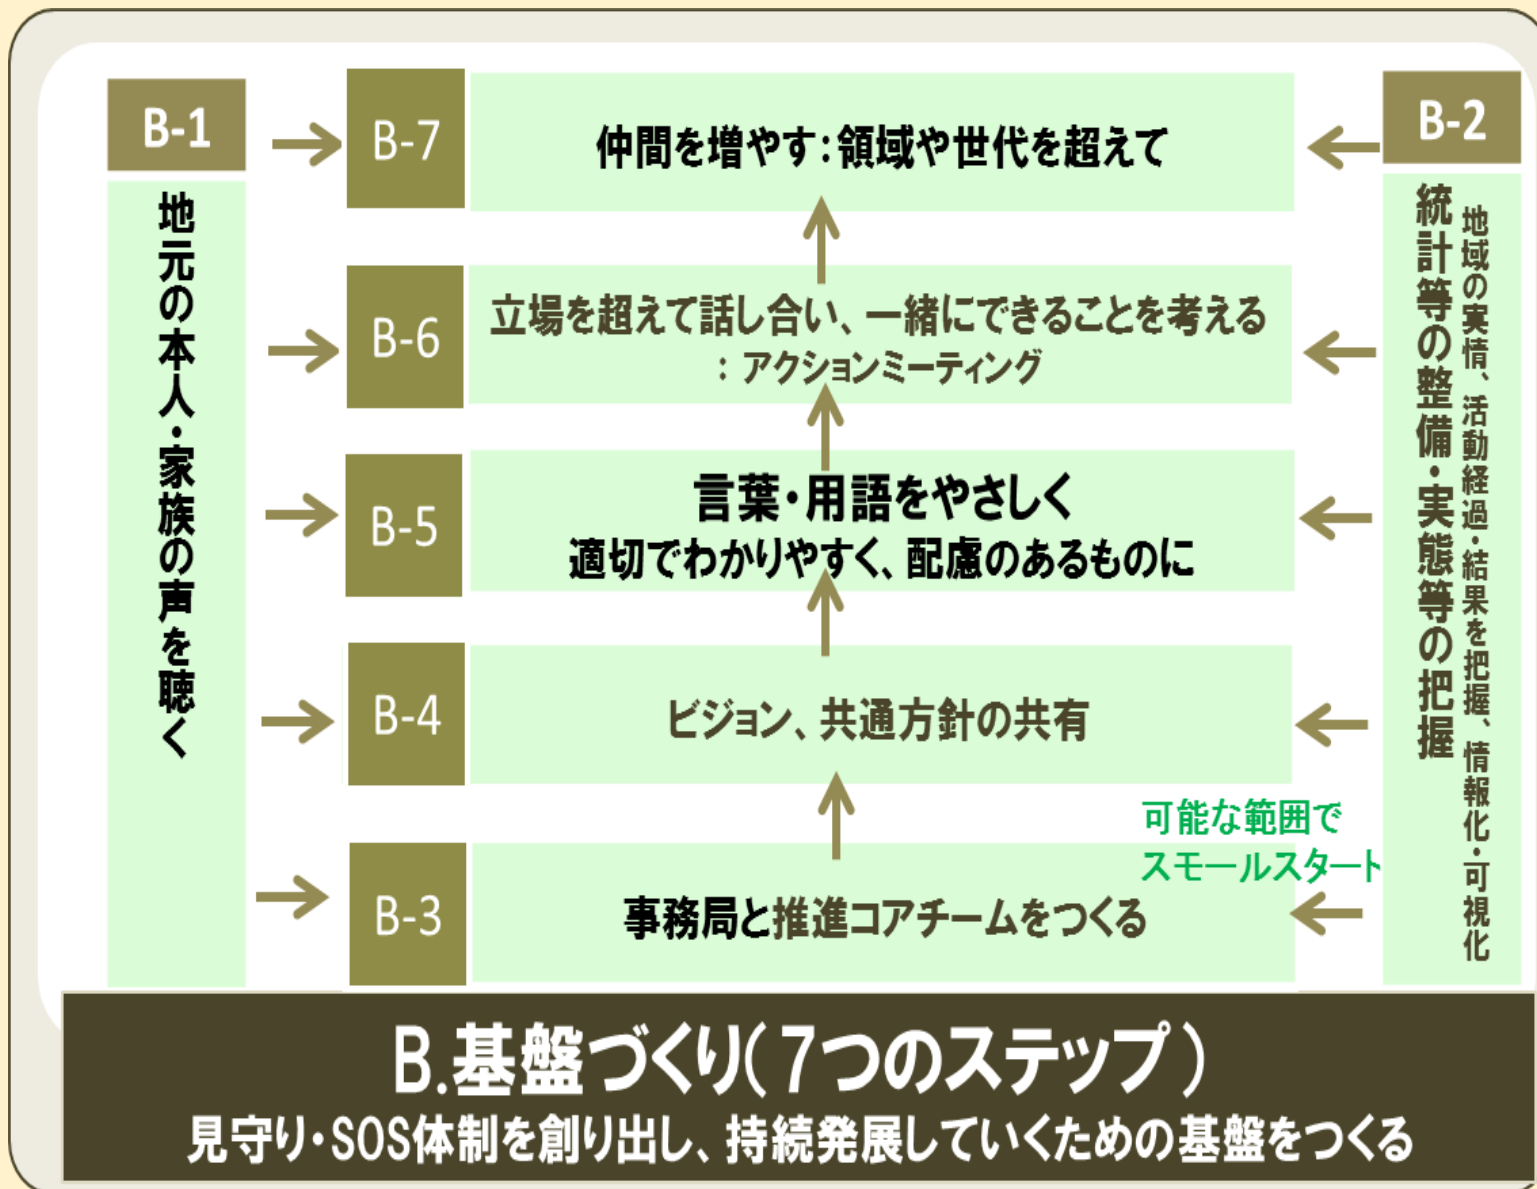 B-1
地元の本人・家族の声を聴く
B-7
仲間を増やす:領域や世代を超えて
B-6
立場を超えて話し合い、一緒にできることを考える
: アクションミーティング
B-5
言葉・用語をやさしく
適切でわかりやすく、配慮のあるものに
B-4
ビジョン、共通方針の共有
可能な範囲で
スモールスタート
B-3
事務局と推進コアチームをつくる
B-2
統計等の整備・実態等の把握
地域の実情、活動経過・結果を把握、情報化・可視化
B.基盤づくり(7つのステップ)
見守り・SOS体制を創り出し、持続発展していくための基盤をつくる